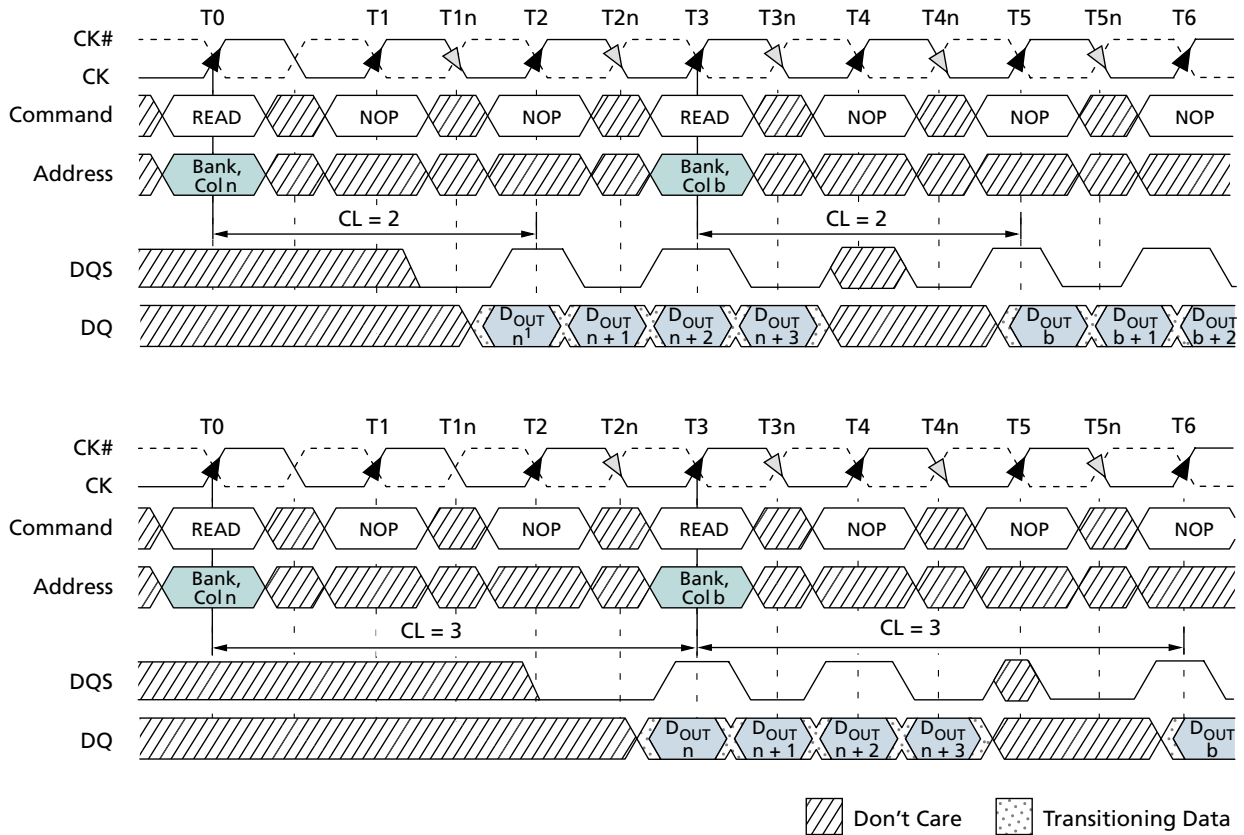 T0 T1 T1n T2 T2n T3 T3n T4 T4n T5 T5n T6
CK#
CK
Command READ NOP NOP READ NOP NOP NOP
Address Bank, Col n Bank, Col b
CL = 2 CL = 2
DQS
DQ DOUT n1 DOUT n + 1 DOUT n + 2 DOUT n + 3 DOUT b DOUT b + 1 DOUT b + 2
T0 T1 T1n T2 T2n T3 T3n T4 T4n T5 T5n T6
CK#
CK
Command READ NOP NOP READ NOP NOP NOP
Address Bank, Col n Bank, Col b
CL = 3 CL = 3
DQS
DQ DOUT n DOUT n + 1 DOUT n + 2 DOUT n + 3 DOUT b
Don't Care Transitioning Data